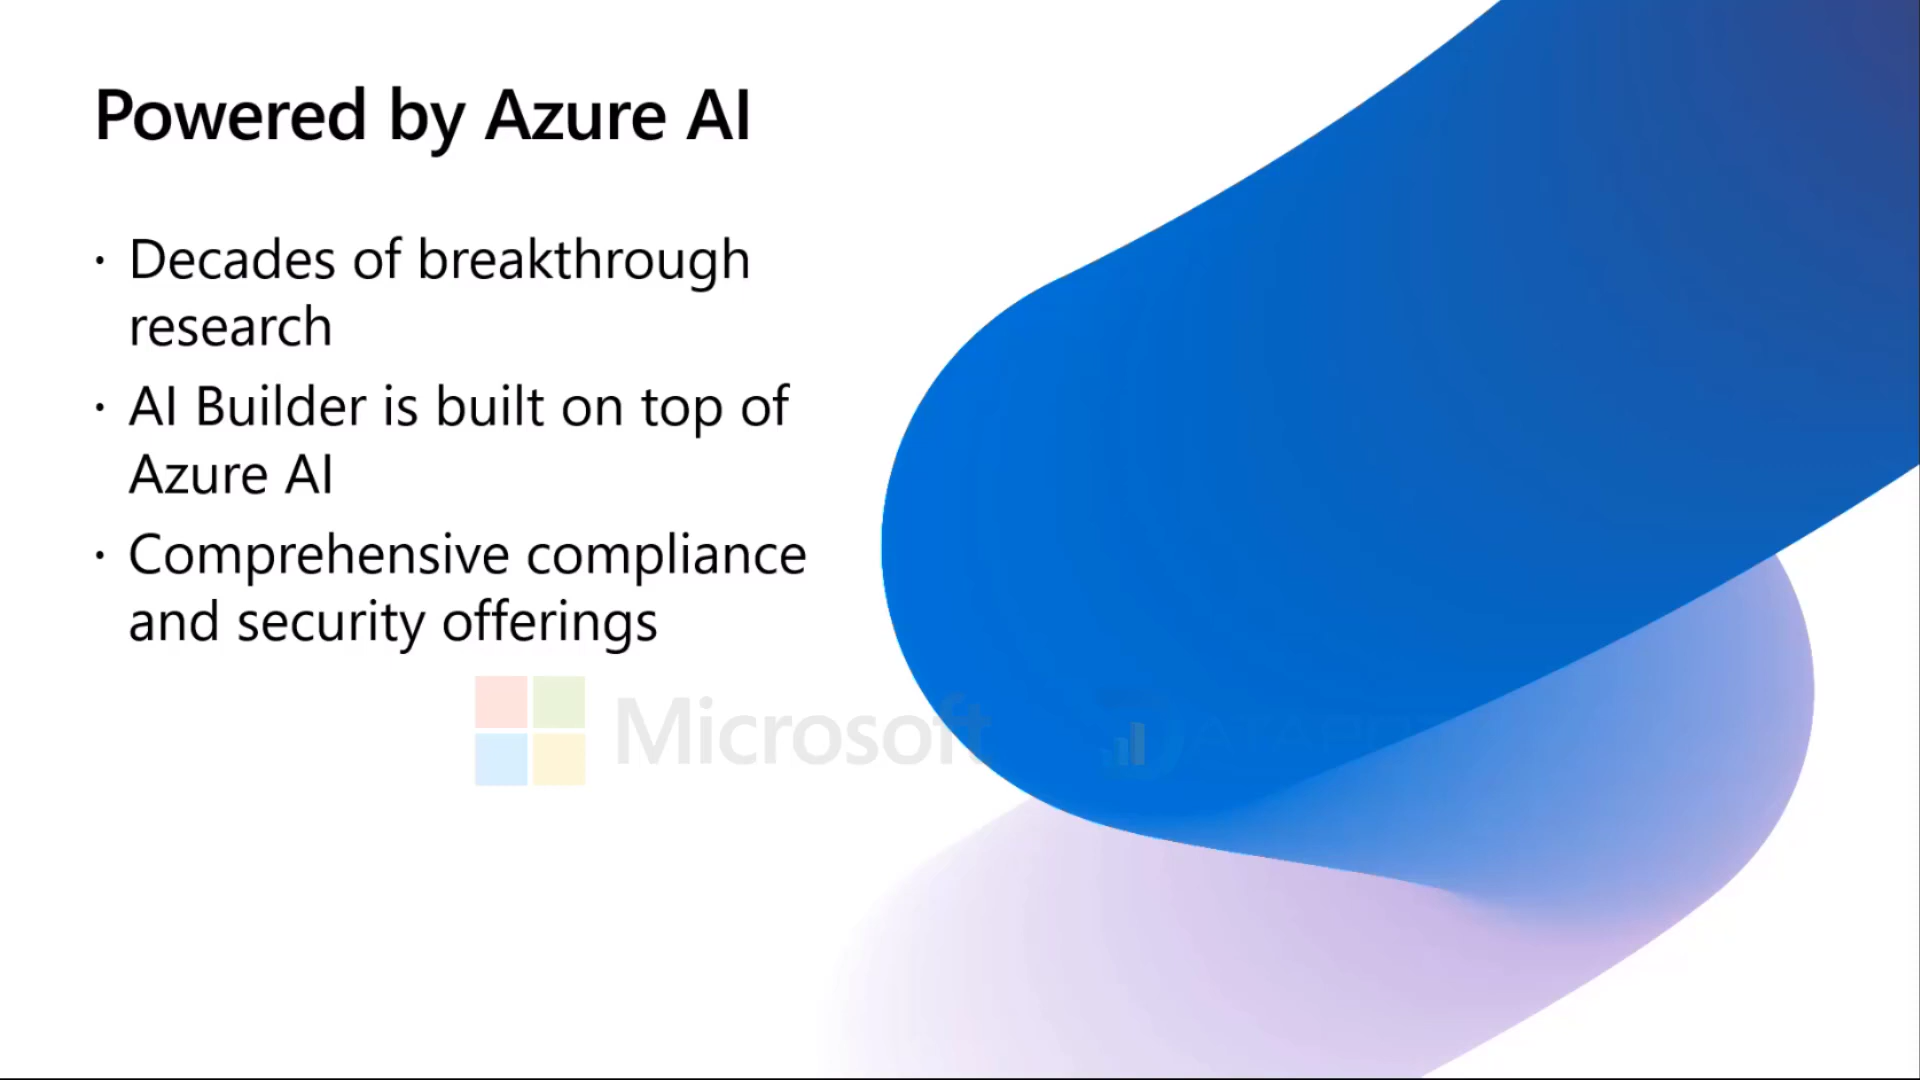 Powered by Azure AI
· Decades of breakthrough
research
· AI Builder is built on top of
Azure AI
· Comprehensive compliance
and security offerings
Microsoft